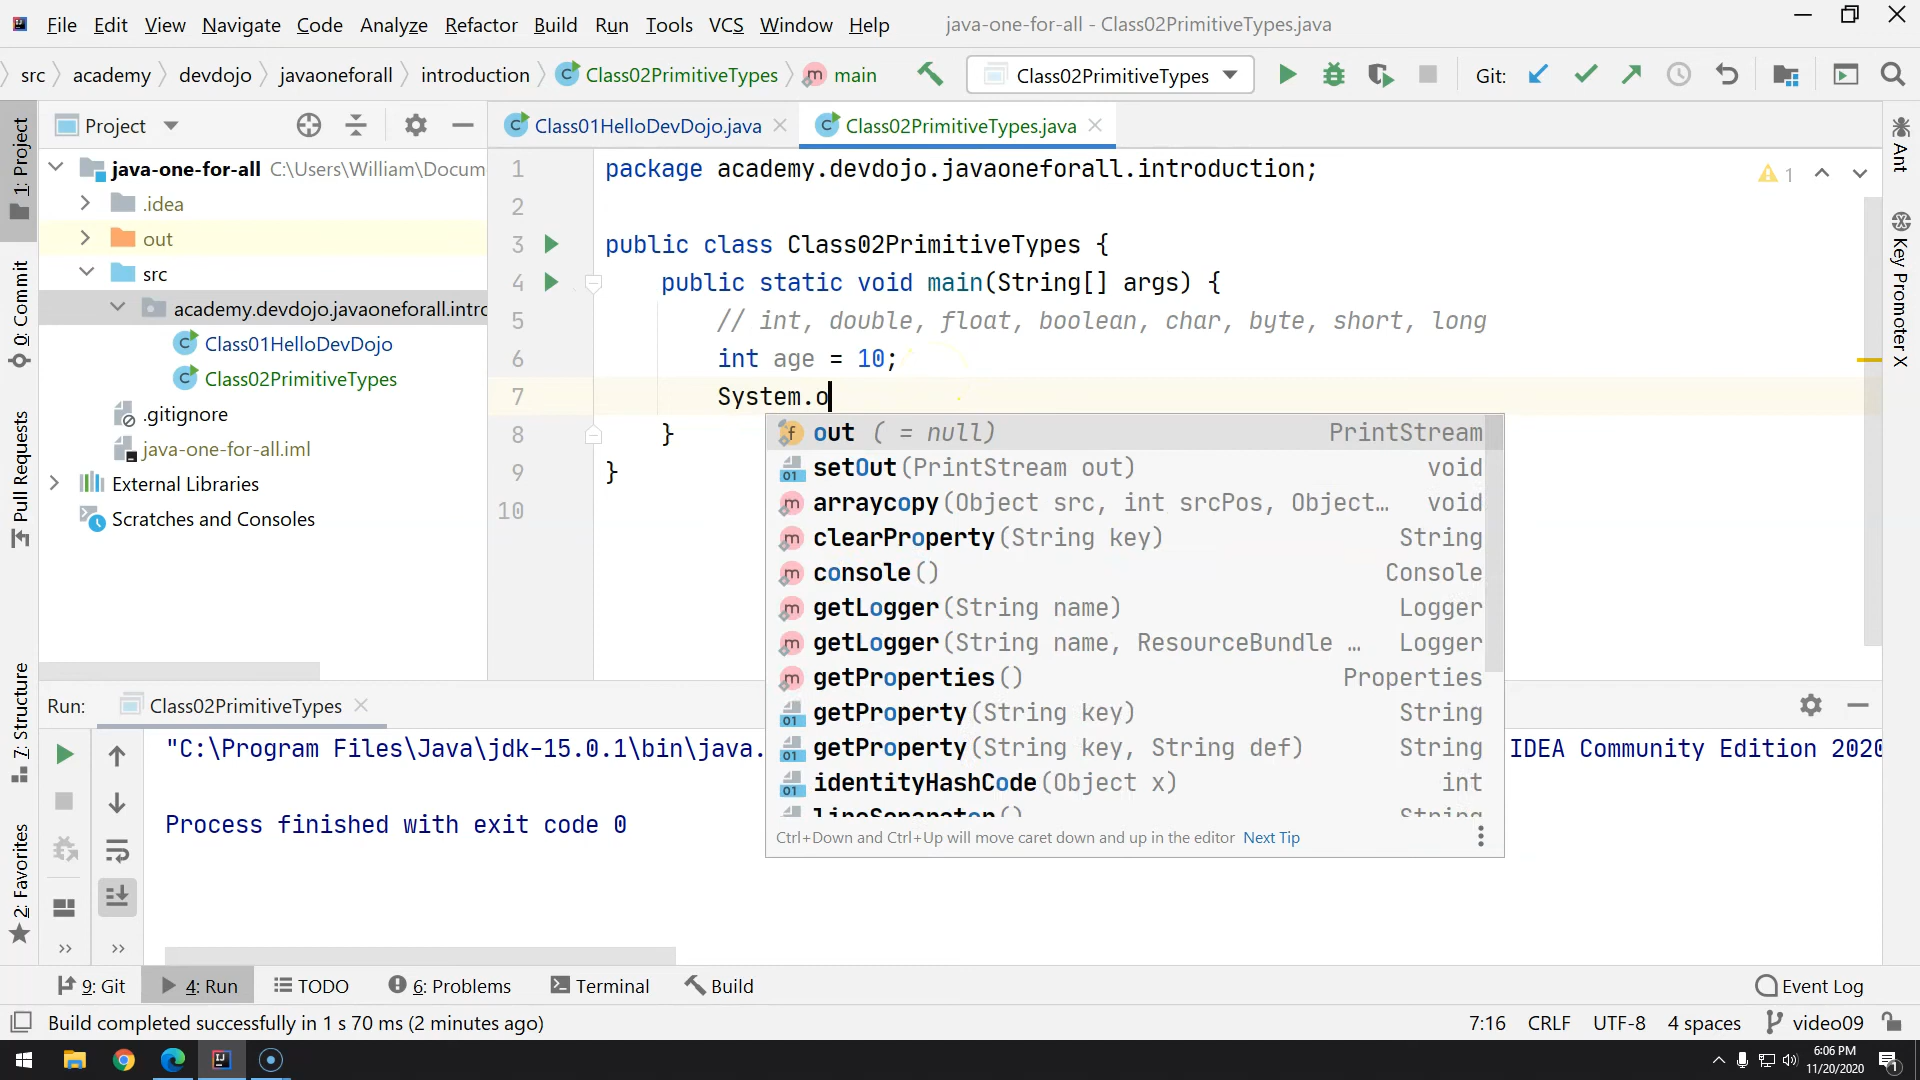 File Edit View Navigate Code Analyze Refactor Build Run Tools VCS Window Help java-one-for-all - Class02PrimitiveTypes.java
src academy devdojo javaoneforall introduction Class02PrimitiveTypes main Class02PrimitiveTypes Git:
Project
Class01HelloDevDojo.java
Class02PrimitiveTypes.java
1: Project
0: Commit
Pull Requests
7: Structure
2: Favorites
Ant
Key Promoter X
java-one-for-all C:\Users\William\Docum
.idea
out
src
academy.devdojo.javaoneforall.intro
Class01HelloDevDojo
Class02PrimitiveTypes
.gitignore
java-one-for-all.iml
External Libraries
Scratches and Consoles
1 package academy.devdojo.javaoneforall.introduction;
2
3 public class Class02PrimitiveTypes {
4 public static void main(String[] args) {
5 // int, double, float, boolean, char, byte, short, long
6 int age = 10;
7 System.o
8 }
9 }
10
1
out ( = null) PrintStream
setOut(PrintStream out) void
arraycopy(Object src, int srcPos, Object… void
clearProperty(String key) String
console() Console
getLogger(String name) Logger
getLogger(String name, ResourceBundle … Logger
getProperties() Properties
getProperty(String key) String
getProperty(String key, String def) String
identityHashCode(Object x) int
lineSeparator() String
Ctrl+Down and Ctrl+Up will move caret down and up in the editor Next Tip
Run: Class02PrimitiveTypes
"C:\Program Files\Java\jdk-15.0.1\bin\java. IDEA Community Edition 2020
Process finished with exit code 0
9: Git 4: Run TODO 6: Problems Terminal Build Event Log
Build completed successfully in 1 s 70 ms (2 minutes ago) 7:16 CRLF UTF-8 4 spaces video09
6:06 PM
11/20/2020
1